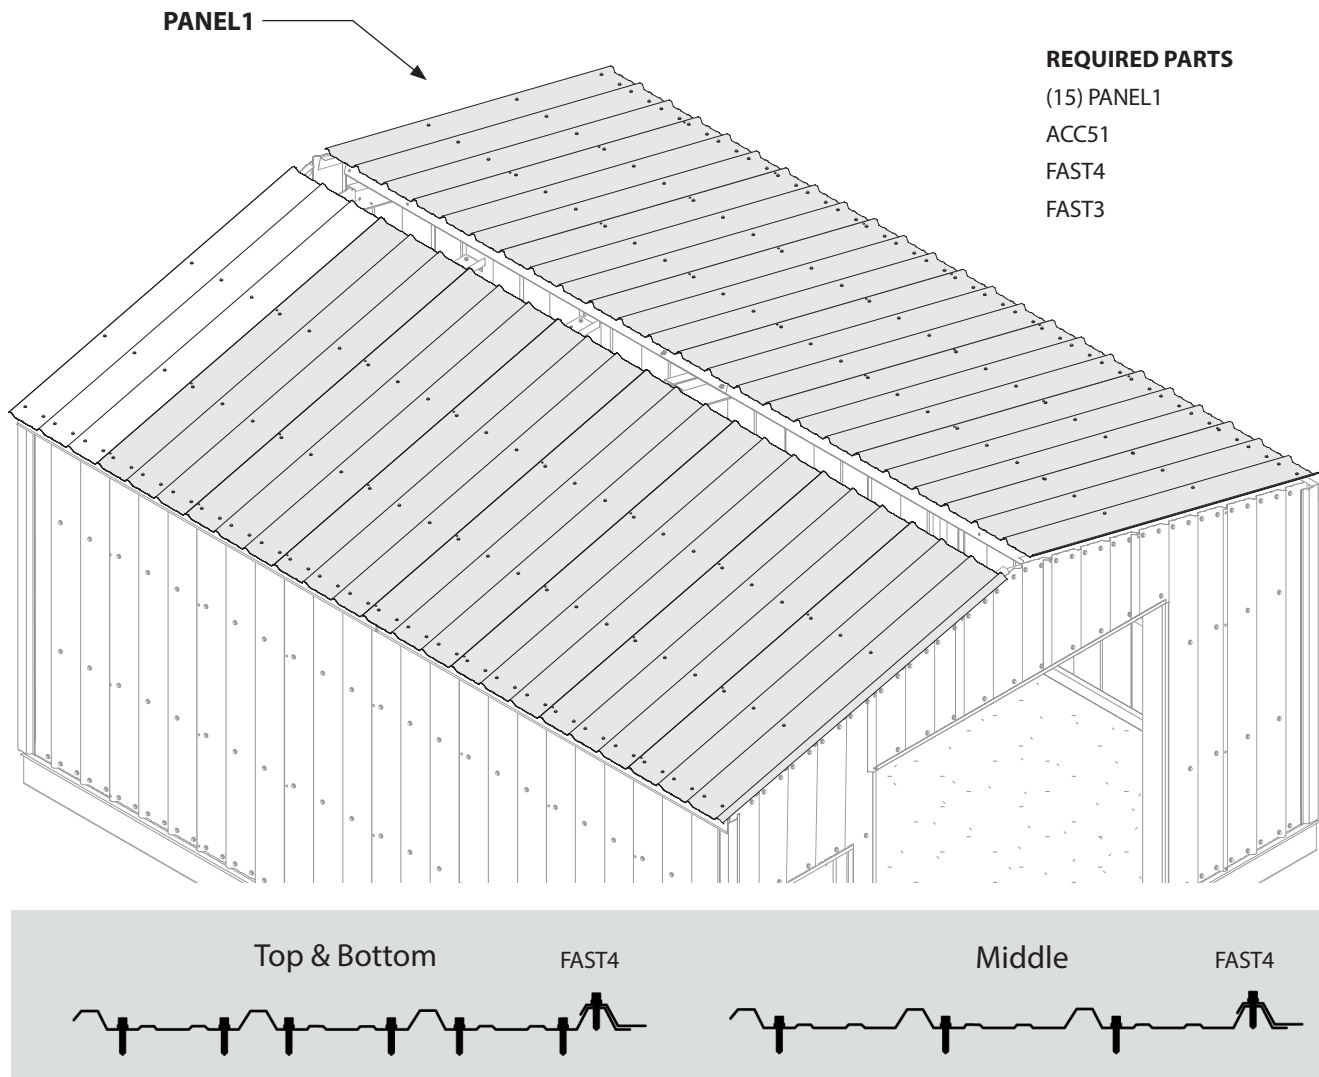 PANEL1
REQUIRED PARTS
(15) PANEL1
ACC51
FAST4
FAST3
Top & Bottom
FAST4
Middle
FAST4